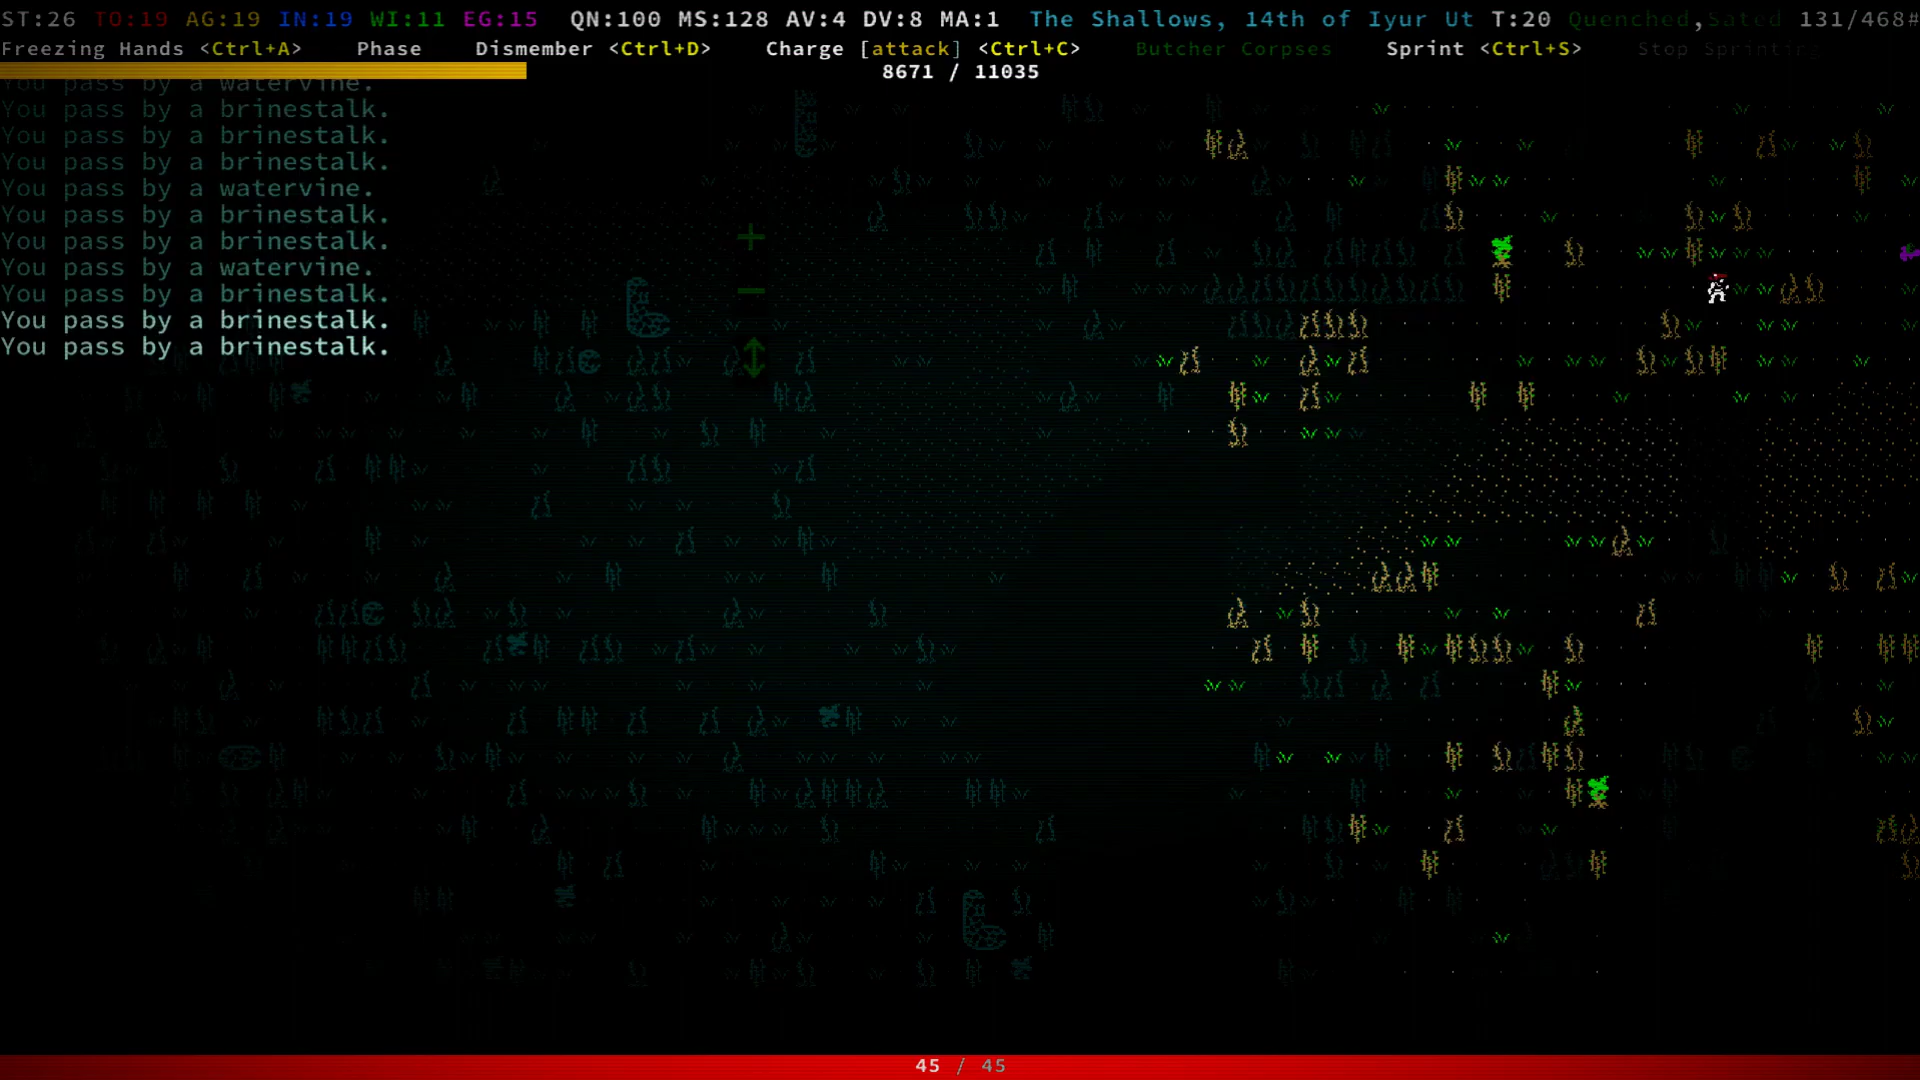 ST:26 TO:19 AG:19 IN:19 WI:11 EG:15 QN:100 MS:128 AV:4 DV:8 MA:1 The Shallows, 14th of Iyur Ut T:20 Quenched,Sated 131/468#
Freezing Hands <Ctrl+A> Phase Dismember <Ctrl+D> Charge [attack] <Ctrl+C> Butcher Corpses Sprint <Ctrl+S> Stop Sprinting
8671 / 11035
You pass by a watervine.
You pass by a brinestalk.
You pass by a brinestalk.
You pass by a brinestalk.
You pass by a watervine.
You pass by a brinestalk.
You pass by a brinestalk.
You pass by a watervine.
You pass by a brinestalk.
You pass by a brinestalk.
You pass by a brinestalk.
45 / 45